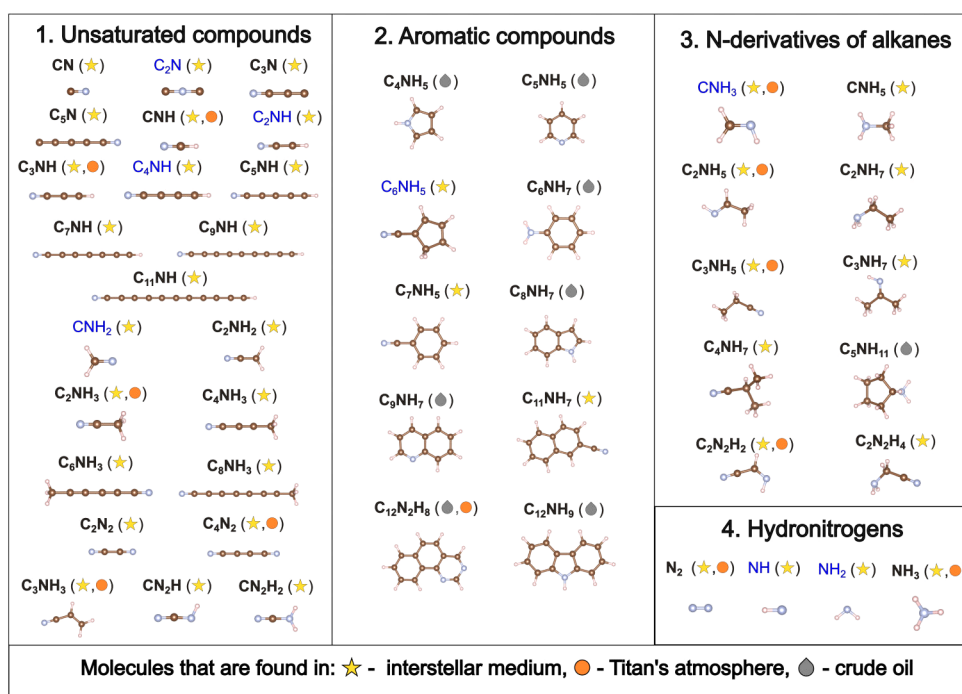 1. Unsaturated compounds
CN (⭐) C₂N (⭐) C₃N (⭐)
C₅N (⭐) CNH (⭐,🟠) C₂NH (⭐)
C₃NH (⭐,🟠) C₄NH (⭐) C₅NH (⭐)
C₇NH (⭐) C₉NH (⭐)
C₁₁NH (⭐)
CNH₂ (⭐) C₂NH₂ (⭐)
C₂NH₃ (⭐,🟠) C₄NH₃ (⭐)
C₆NH₃ (⭐) C₈NH₃ (⭐)
C₂N₂ (⭐) C₄N₂ (⭐,🟠)
C₃NH₃ (⭐,🟠) CN₂H (⭐) CN₂H₂ (⭐)
2. Aromatic compounds
C₄NH₅ (💧) C₅NH₅ (💧)
C₆NH₅ (⭐) C₆NH₇ (💧)
C₇NH₅ (⭐) C₈NH₇ (💧)
C₉NH₇ (💧) C₁₁NH₇ (⭐)
C₁₂N₂H₈ (💧,🟠) C₁₂NH₉ (💧)
3. N-derivatives of alkanes
CNH₃ (⭐,🟠) CNH₅ (⭐)
C₂NH₅ (⭐,🟠) C₂NH₇ (⭐)
C₃NH₅ (⭐,🟠) C₃NH₇ (⭐)
C₄NH₇ (⭐) C₅NH₁₁ (💧)
C₂N₂H₂ (⭐,🟠) C₂N₂H₄ (⭐)
4. Hydronitrogens
N₂ (⭐,🟠) NH (⭐) NH₂ (⭐) NH₃ (⭐,🟠)
Molecules that are found in: ⭐ - interstellar medium, 🟠 - Titan's atmosphere, 💧 - crude oil